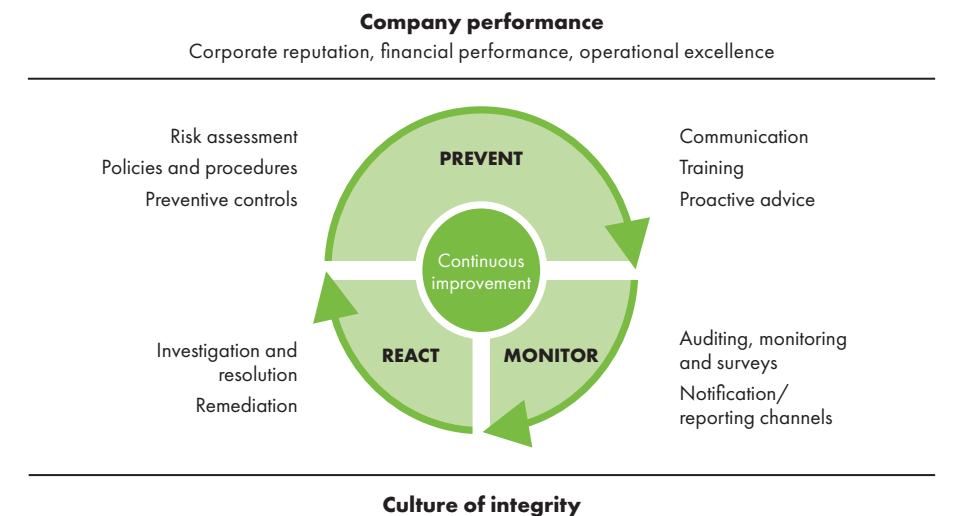 Company performance
Corporate reputation, financial performance, operational excellence
Risk assessment
Policies and procedures
Preventive controls
PREVENT
Communication
Training
Proactive advice
Continuous
improvement
Investigation and
resolution
Remediation
REACT
MONITOR
Auditing, monitoring
and surveys
Notification/
reporting channels
Culture of integrity